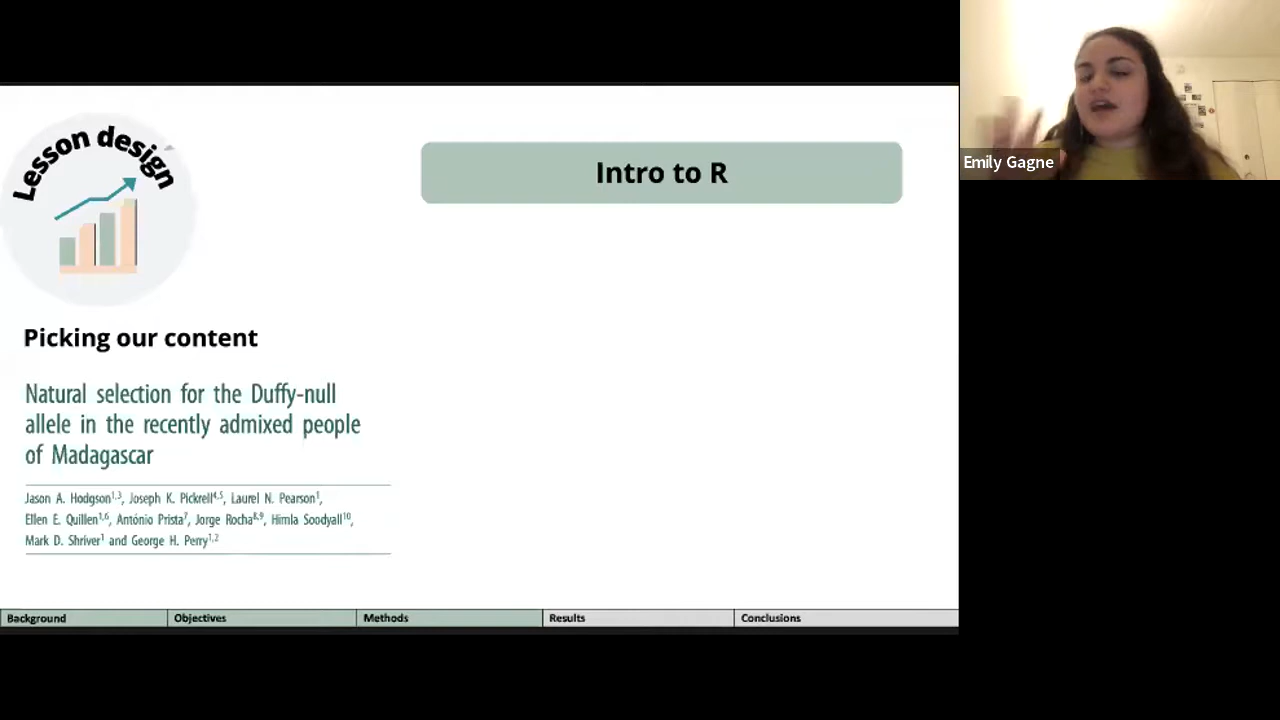 Lesson design
Intro to R
Picking our content
Natural selection for the Duffy-null
allele in the recently admixed people
of Madagascar
Jason A. Hodgson1,3, Joseph K. Pickrell4,5, Laurel N. Pearson1,
Ellen E. Quillen1,6, António Prista7, Jorge Rocha8,9, Himla Soodyall10,
Mark D. Shriver1 and George H. Perry1,2
Background
Objectives
Methods
Results
Conclusions
Emily Gagne